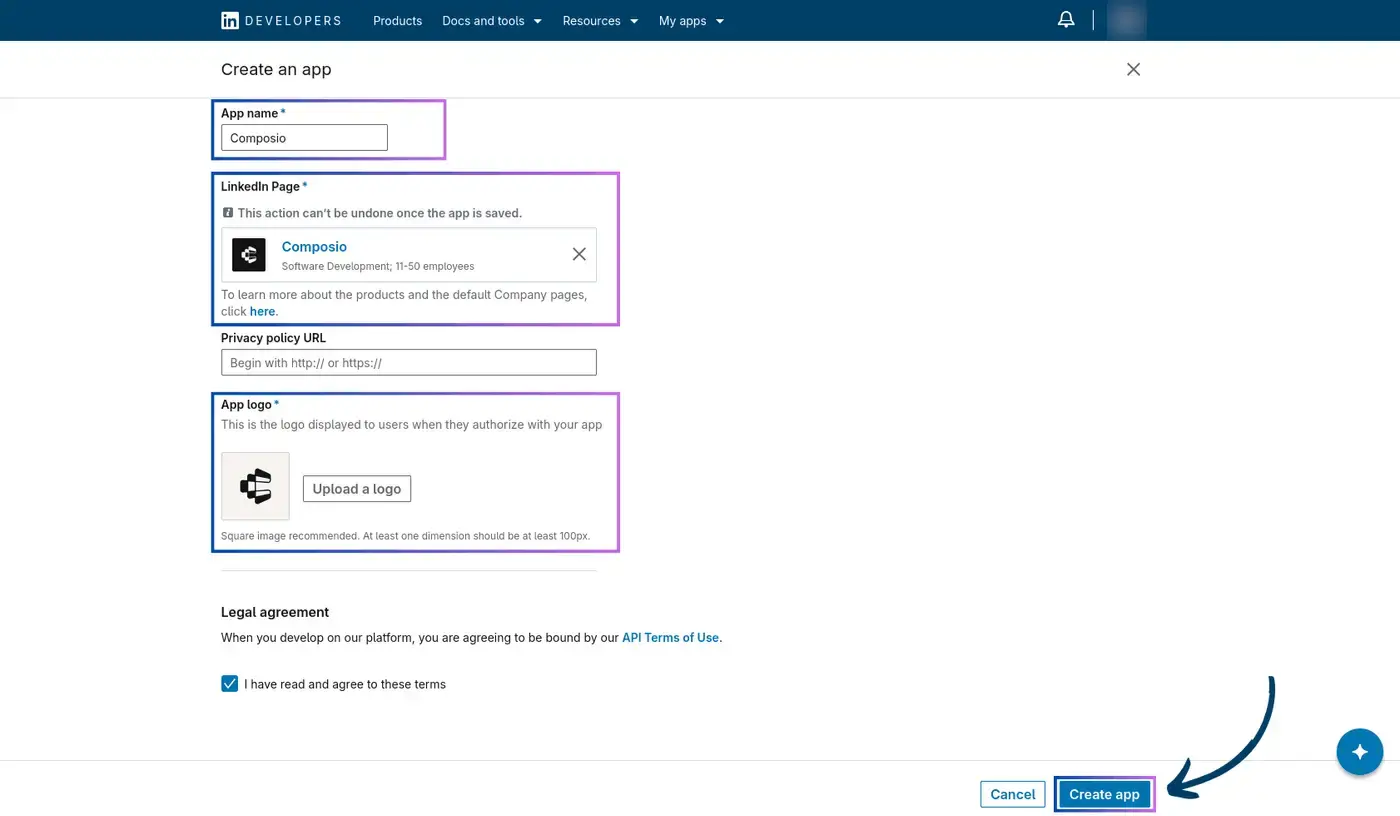 in DEVELOPERS Products Docs and tools Resources My apps
Create an app
App name*
Composio
LinkedIn Page*
This action can't be undone once the app is saved.
Composio
Software Development; 11-50 employees
To learn more about the products and the default Company pages,
click here.
Privacy policy URL
Begin with http:// or https://
App logo*
This is the logo displayed to users when they authorize with your app
Upload a logo
Square image recommended. At least one dimension should be at least 100px.
Legal agreement
When you develop on our platform, you are agreeing to be bound by our API Terms of Use.
I have read and agree to these terms
Cancel Create app